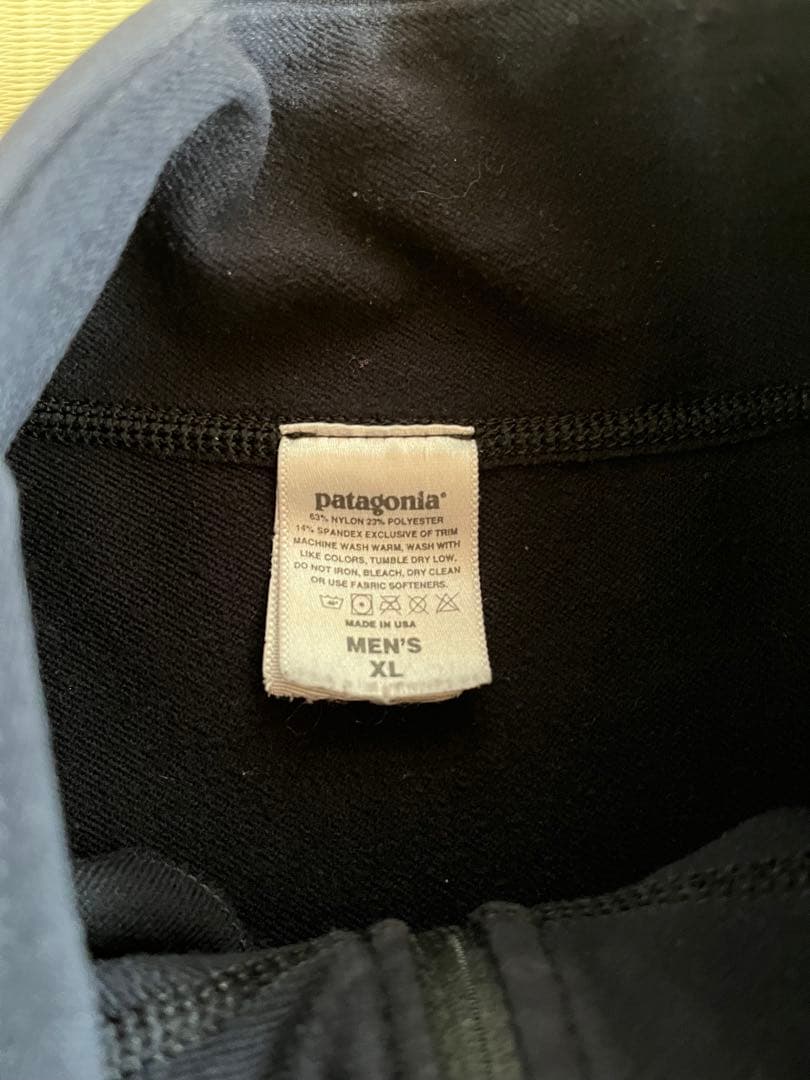 patagonia®
63% NYLON 23% POLYESTER
14% SPANDEX EXCLUSIVE OF TRIM
MACHINE WASH WARM, WASH WITH
LIKE COLORS, TUMBLE DRY LOW.
DO NOT IRON, BLEACH, DRY CLEAN
OR USE FABRIC SOFTENERS.
MADE IN USA
MEN'S
XL